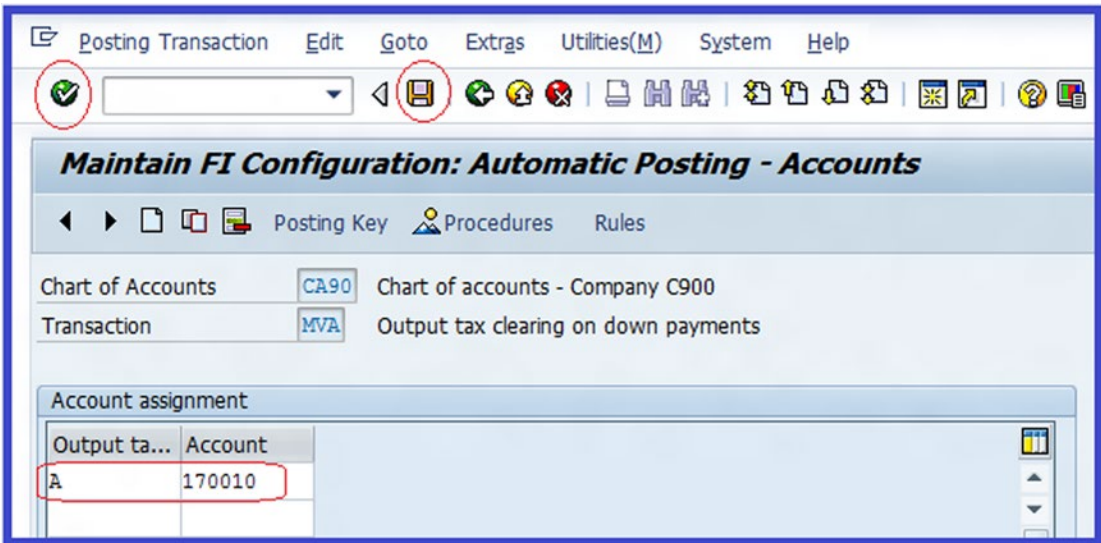 Posting Transaction Edit Goto Extras Utilities(M) System Help
Maintain FI Configuration: Automatic Posting - Accounts
Posting Key Procedures Rules
Chart of Accounts CA90 Chart of accounts - Company C900
Transaction MVA Output tax clearing on down payments
Account assignment
Output ta... Account
A 170010